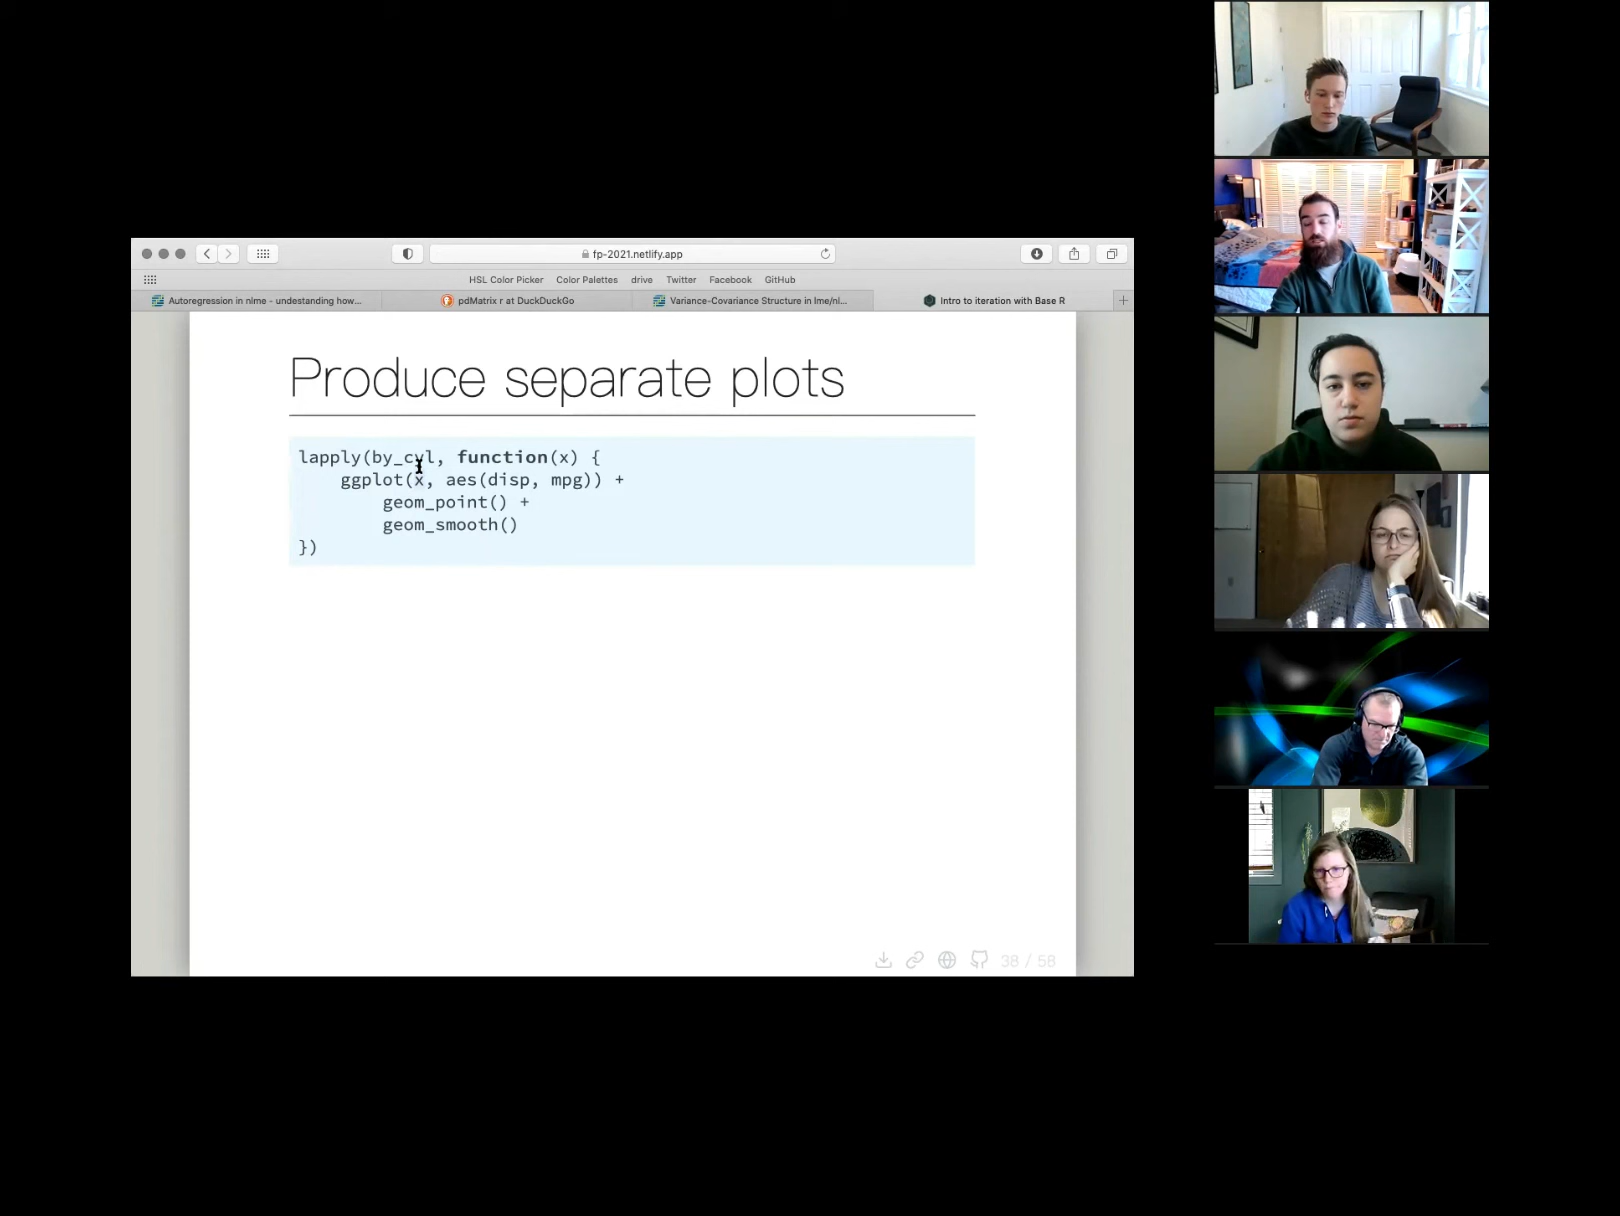 fp-2021.netlify.app
HSL Color Picker Color Palettes drive Twitter Facebook GitHub
Autoregression in nlme - undestanding how...
pdMatrix r at DuckDuckGo
Variance-Covariance Structure in lme/nl...
Intro to iteration with Base R
Produce separate plots
lapply(by_cyl, function(x) {
ggplot(x, aes(disp, mpg)) +
geom_point() +
geom_smooth()
})
38 / 58